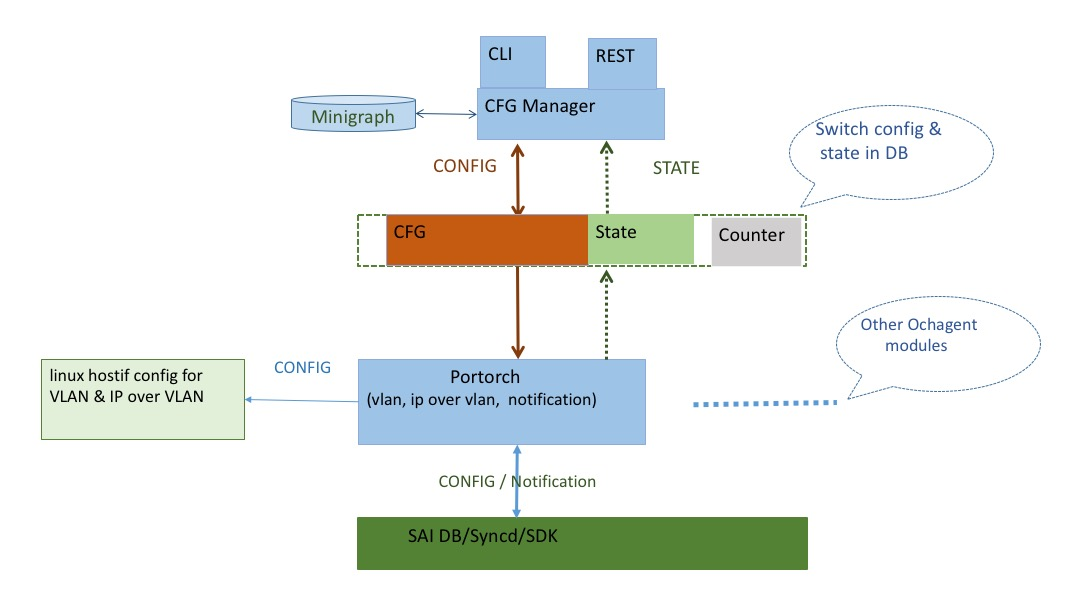 CLI
REST
CFG Manager
Minigraph
Switch config &
state in DB
CONFIG
STATE
CFG
State
Counter
Other Ochagent
modules
linux hostif config for
VLAN & IP over VLAN
CONFIG
Portorch
(vlan, ip over vlan, notification)
CONFIG / Notification
SAI DB/Syncd/SDK